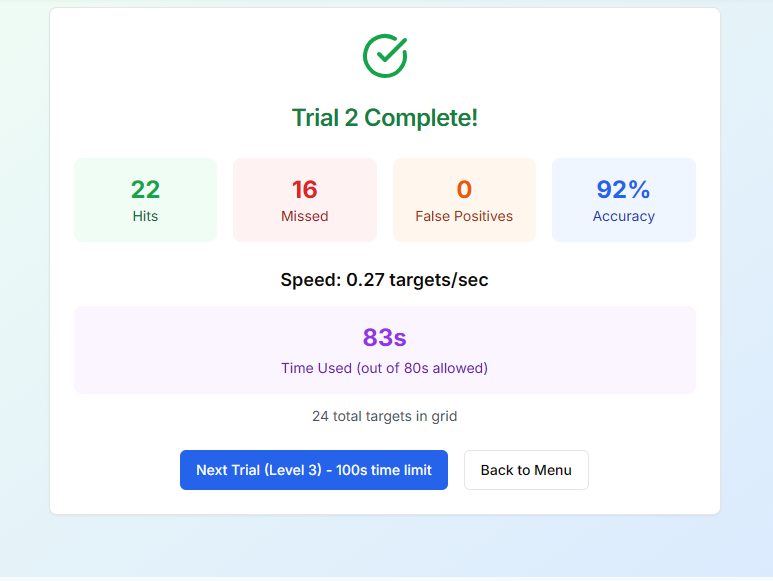 Trial 2 Complete!
22
Hits
16
Missed
0
False Positives
92%
Accuracy
Speed: 0.27 targets/sec
83s
Time Used (out of 80s allowed)
24 total targets in grid
Next Trial (Level 3) - 100s time limit
Back to Menu